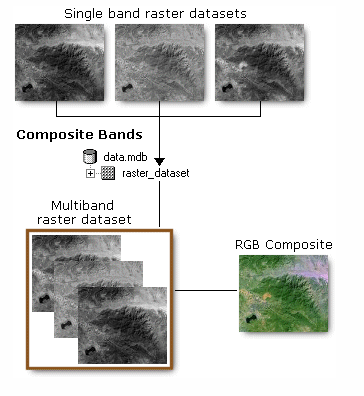 Single band raster datasets
Composite Bands
data.mdb
raster_dataset
Multiband
raster dataset
RGB Composite